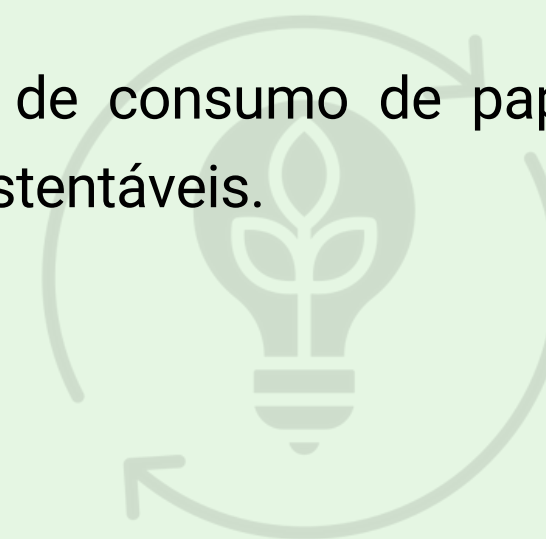 de consumo de pap
stentáveis.